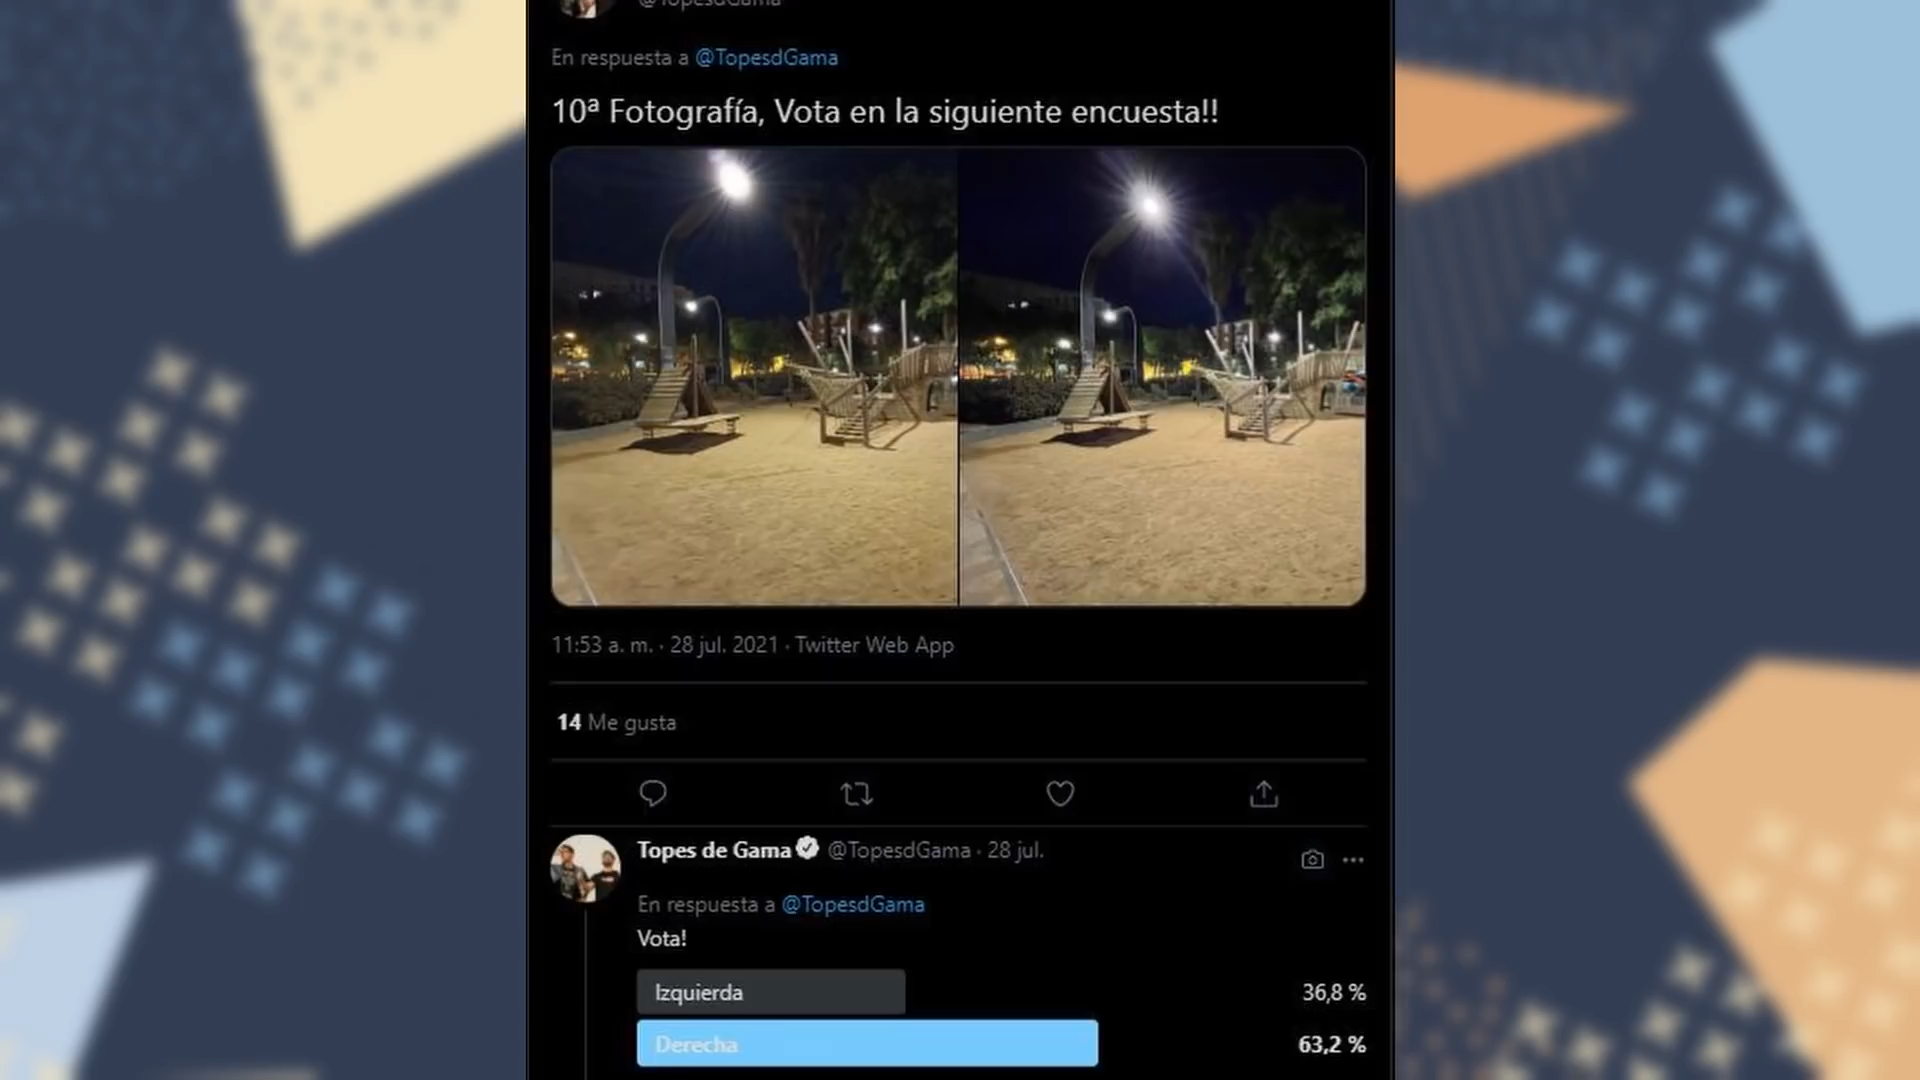 @TopesdGama
En respuesta a @TopesdGama
10ª Fotografía, Vota en la siguiente encuesta!!
11:53 a. m. · 28 jul. 2021 · Twitter Web App
14 Me gusta
Topes de Gama @TopesdGama · 28 jul.
En respuesta a @TopesdGama
Vota!
Izquierda 36,8 %
Derecha 63,2 %